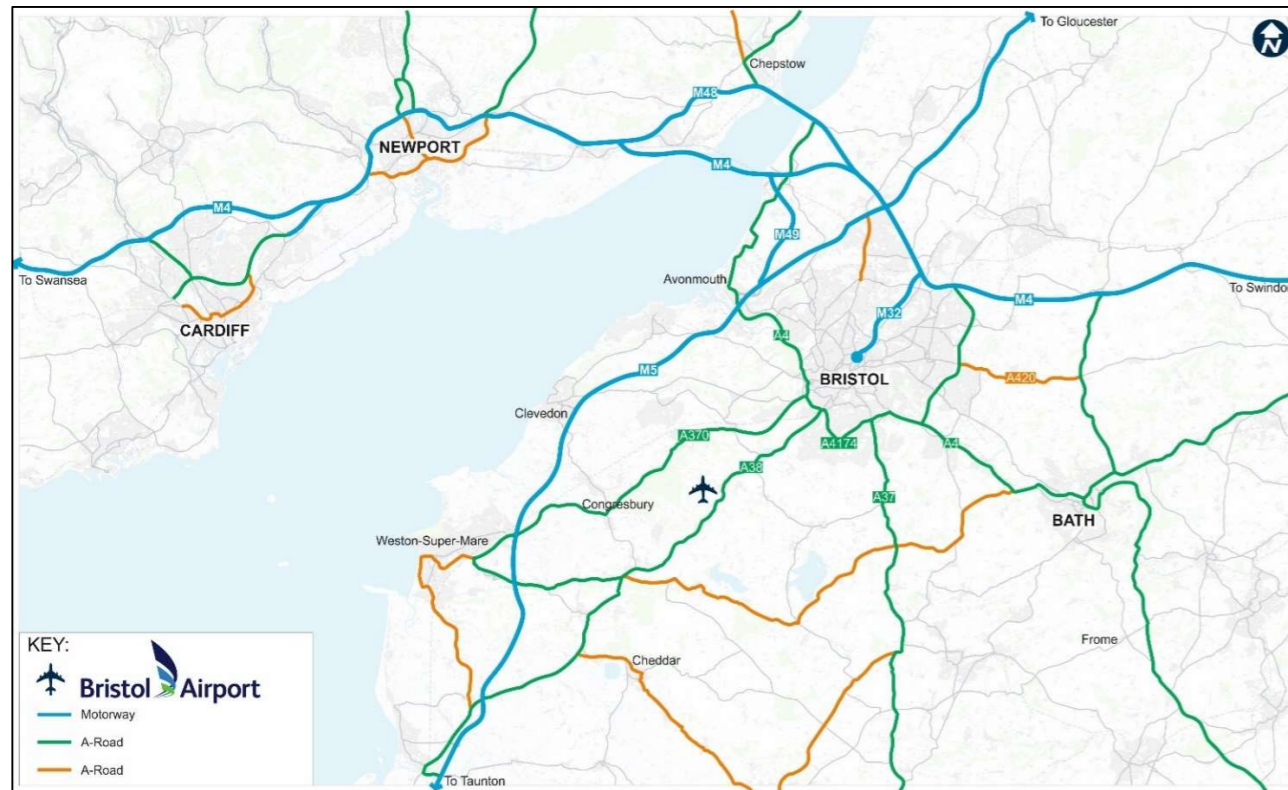 To Gloucester
N
Chepstow
M48
NEWPORT
M4
M4
M49
To Swansea
Avonmouth
To Swindon
M4
M32
CARDIFF
A4
M5
BRISTOL
A420
Clevedon
A370
A4174
A4
A38
A37
Congresbury
BATH
Weston-Super-Mare
KEY:
Frome
Cheddar
Bristol Airport
Motorway
A-Road
A-Road
To Taunton